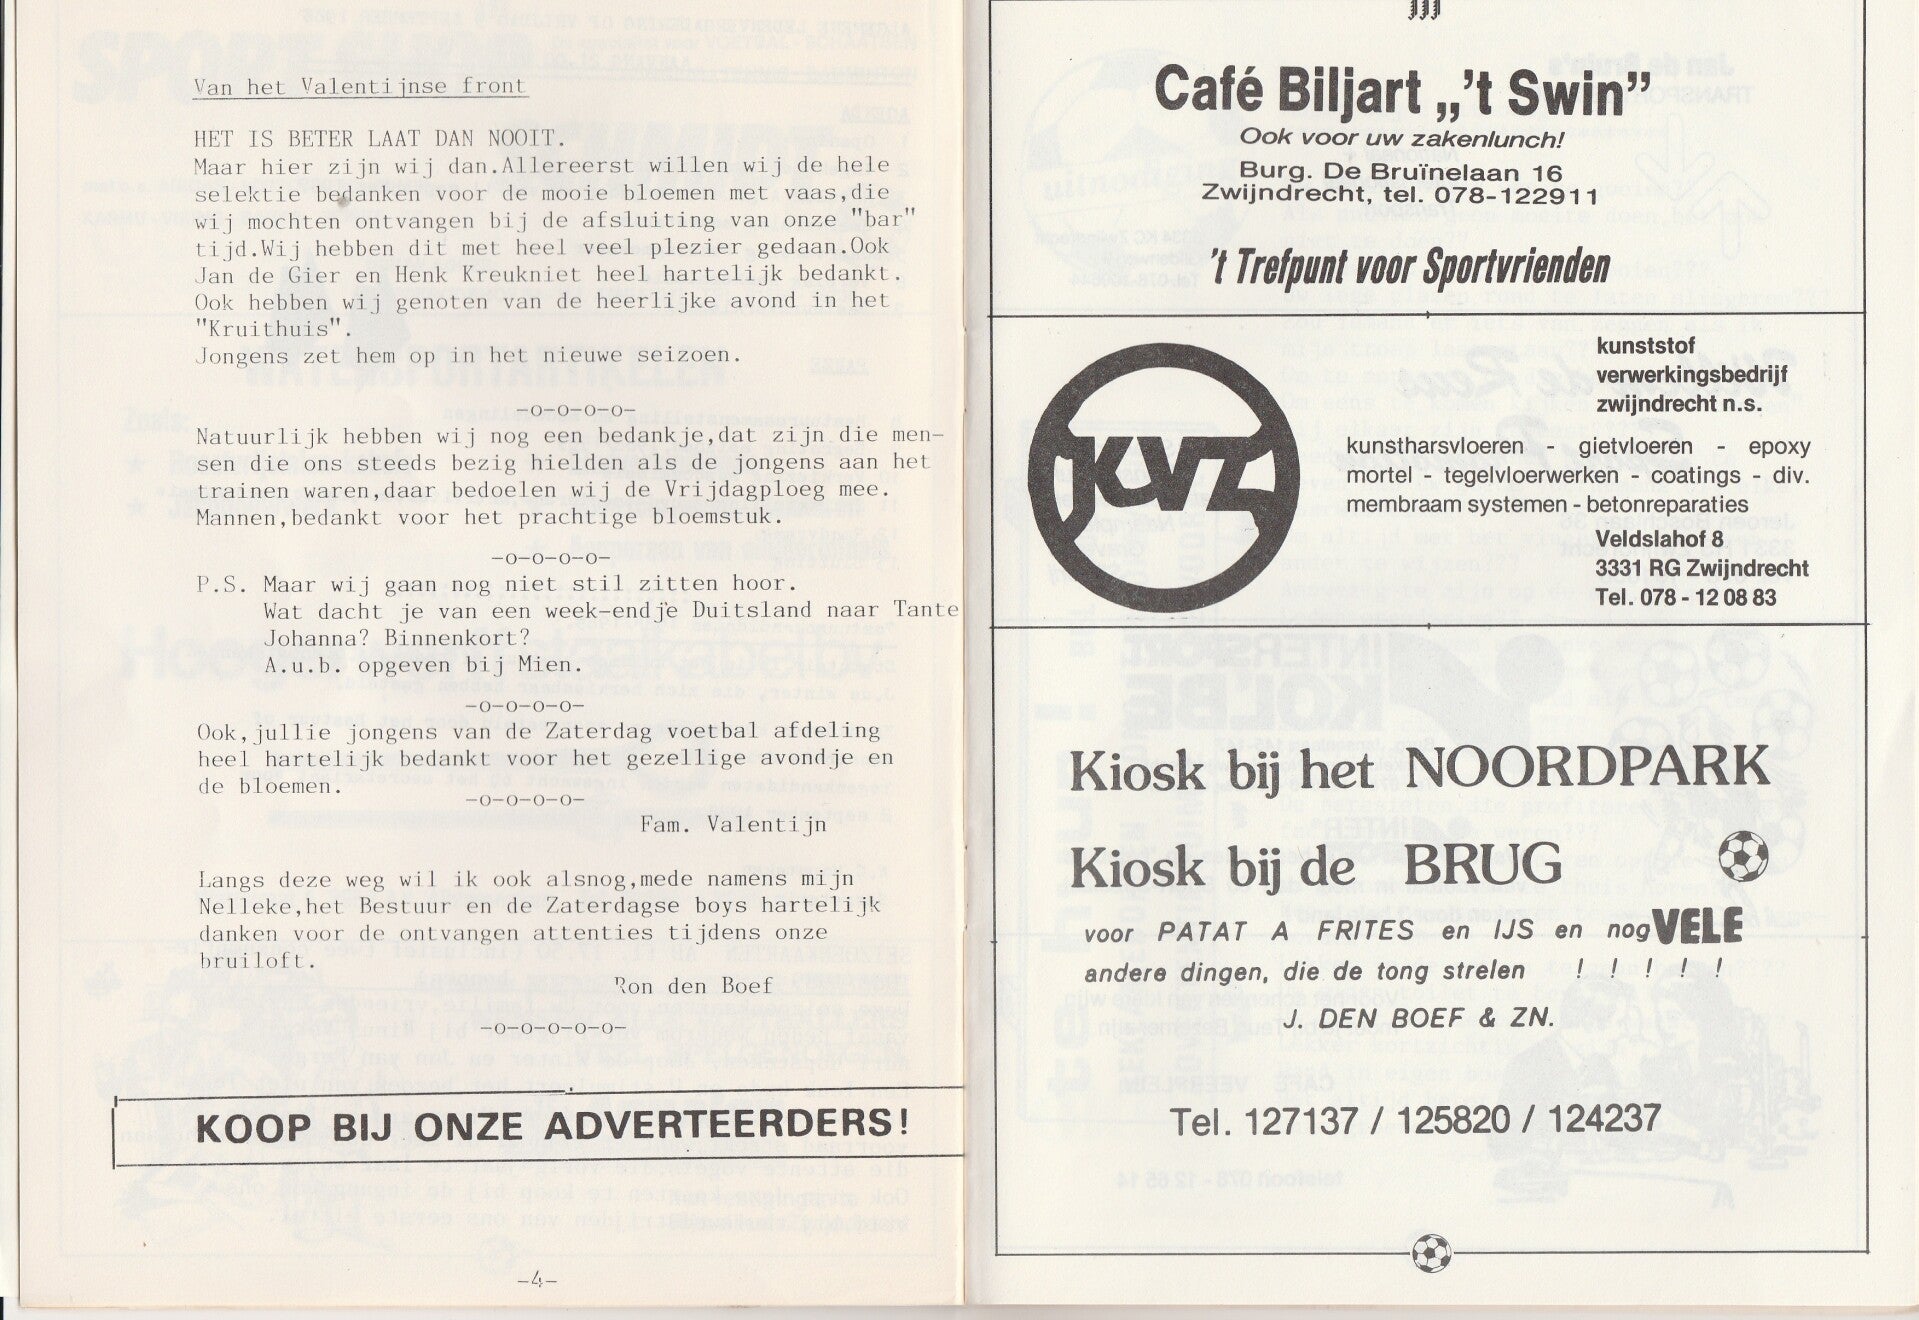 Van het Valentijnse front
HET IS BETER LAAT DAN NOOIT.
Maar hier zijn wij dan.Allereerst willen wij de hele
selektie bedanken voor de mooie bloemen met vaas,die
wij mochten ontvangen bij de afsluiting van onze "bar"
tijd.Wij hebben dit met heel veel plezier gedaan.Ook
Jan de Gier en Henk Kreukniet heel hartelijk bedankt.
Ook hebben wij genoten van de heerlijke avond in het
"Kruithuis".
Jongens zet hem op in het nieuwe seizoen.
-o-o-o-o-
Natuurlijk hebben wij nog een bedankje,dat zijn die men-
sen die ons steeds bezig hielden als de jongens aan het
trainen waren,daar bedoelen wij de Vrijdagploeg mee.
Mannen,bedankt voor het prachtige bloemstuk.
-o-o-o-o-
P.S. Maar wij gaan nog niet stil zitten hoor.
Wat dacht je van een week-endje Duitsland naar Tante
Johanna? Binnenkort?
A.u.b. opgeven bij Mien.
-o-o-o-o-
Ook,jullie jongens van de Zaterdag voetbal afdeling
heel hartelijk bedankt voor het gezellige avondje en
de bloemen.
-o-o-o-o-
Fam. Valentijn
Langs deze weg wil ik ook alsnog,mede namens mijn
Nelleke,het Bestuur en de Zaterdagse boys hartelijk
danken voor de ontvangen attenties tijdens onze
bruiloft.
Ron den Boef
-o-o-o-o-o-
KOOP BIJ ONZE ADVERTEERDERS!
-4-
Café Biljart „'t Swin”
Ook voor uw zakenlunch!
Burg. De Bruïnelaan 16
Zwijndrecht, tel. 078-122911
't Trefpunt voor Sportvrienden
KVZ
kunststof
verwerkingsbedrijf
zwijndrecht n.s.
kunstharsvloeren - gietvloeren - epoxy
mortel - tegelvloerwerken - coatings - div.
membraam systemen - betonreparaties
Veldslahof 8
3331 RG Zwijndrecht
Tel. 078 - 12 08 83
Kiosk bij het NOORDPARK
Kiosk bij de BRUG
voor PATAT A FRITES en IJS en nog VELE
andere dingen, die de tong strelen ! ! ! ! !
J. DEN BOEF & ZN.
Tel. 127137 / 125820 / 124237